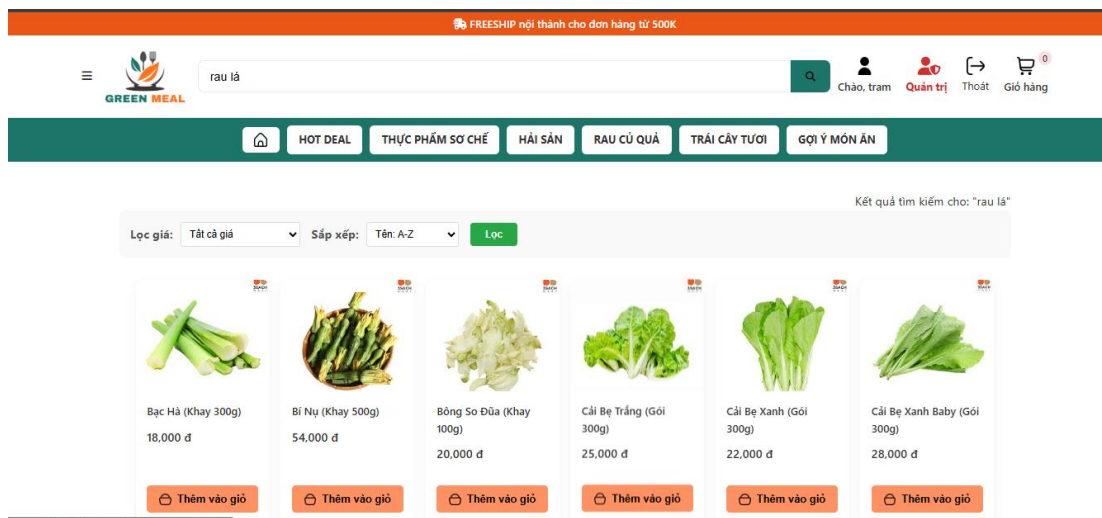 FREESHIP nội thành cho đơn hàng từ 500K
GREEN MEAL
rau lá
Chào, tram
Quản trị
Thoát
0
Giỏ hàng
HOT DEAL
THỰC PHẨM SƠ CHẾ
HẢI SẢN
RAU CỦ QUẢ
TRÁI CÂY TƯƠI
GỢI Ý MÓN ĂN
Kết quả tìm kiếm cho: "rau lá"
Lọc giá:
Tất cả giá
Sắp xếp:
Tên: A-Z
Lọc
Bạc Hà (Khay 300g)
18,000 đ
Thêm vào giỏ
Bí Nụ (Khay 500g)
54,000 đ
Thêm vào giỏ
Bông So Đũa (Khay
100g)
20,000 đ
Thêm vào giỏ
Cải Bẹ Trắng (Gói
300g)
25,000 đ
Thêm vào giỏ
Cải Bẹ Xanh (Gói
300g)
22,000 đ
Thêm vào giỏ
Cải Bẹ Xanh Baby (Gói
300g)
28,000 đ
Thêm vào giỏ